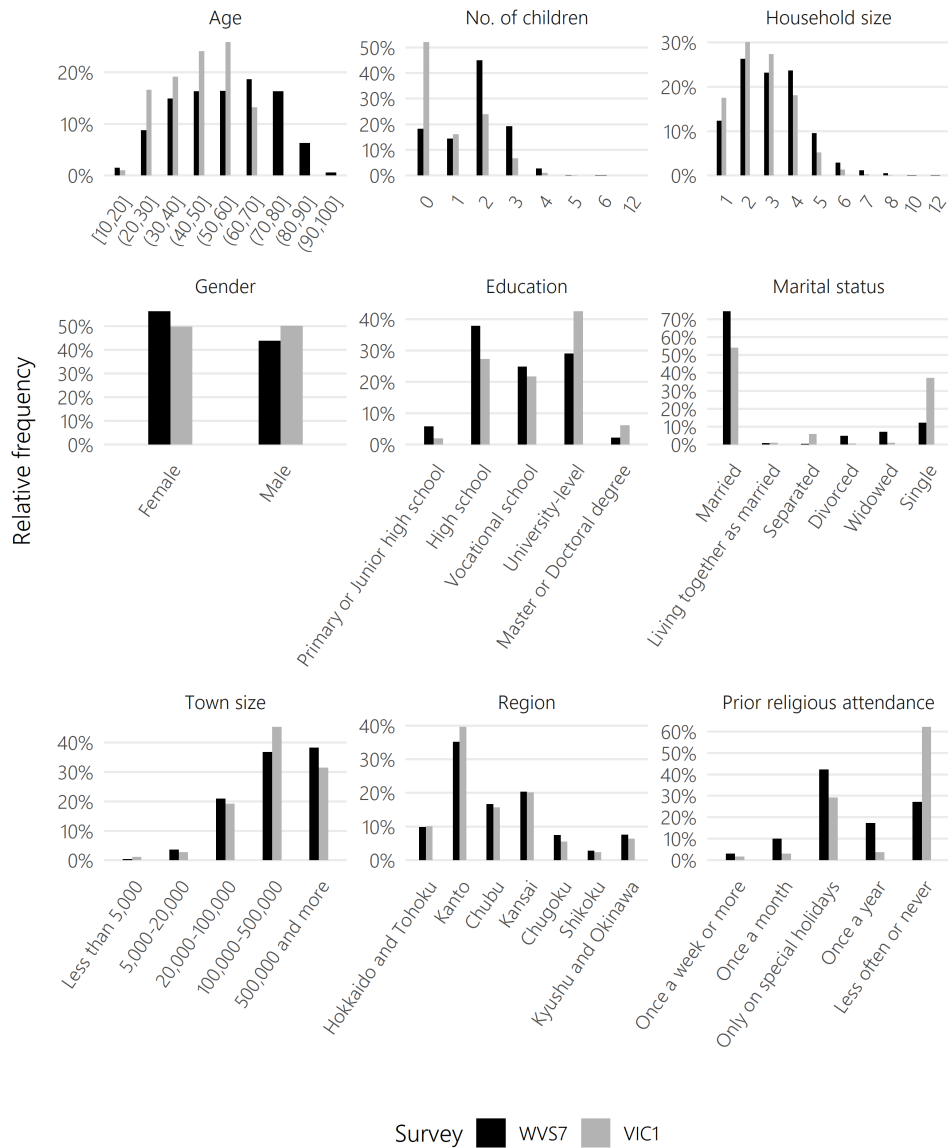 Age
No. of children
Household size
20%
10%
0%
[10,20]
(20,30]
(30,40]
(40,50]
(50,60]
(60,70]
(70,80]
(80,90]
(90,100]
50%
40%
30%
20%
10%
0%
0
1
2
3
4
5
6
12
30%
20%
10%
0%
1
2
3
4
5
6
7
8
10
12
Relative frequency
Gender
Education
Marital status
50%
40%
30%
20%
10%
0%
Female
Male
40%
30%
20%
10%
0%
Primary or Junior high school
High school
Vocational school
University-level
Master or Doctoral degree
70%
60%
50%
40%
30%
20%
10%
0%
Married
Living together as married
Separated
Divorced
Widowed
Single
Town size
Region
Prior religious attendance
40%
30%
20%
10%
0%
Less than 5,000
5,000-20,000
20,000-100,000
100,000-500,000
500,000 and more
40%
30%
20%
10%
0%
Hokkaido and Tohoku
Kanto
Chubu
Kansai
Chugoku
Shikoku
Kyushu and Okinawa
60%
50%
40%
30%
20%
10%
0%
Once a week or more
Once a month
Only on special holidays
Once a year
Less often or never
Survey WVS7 VIC1